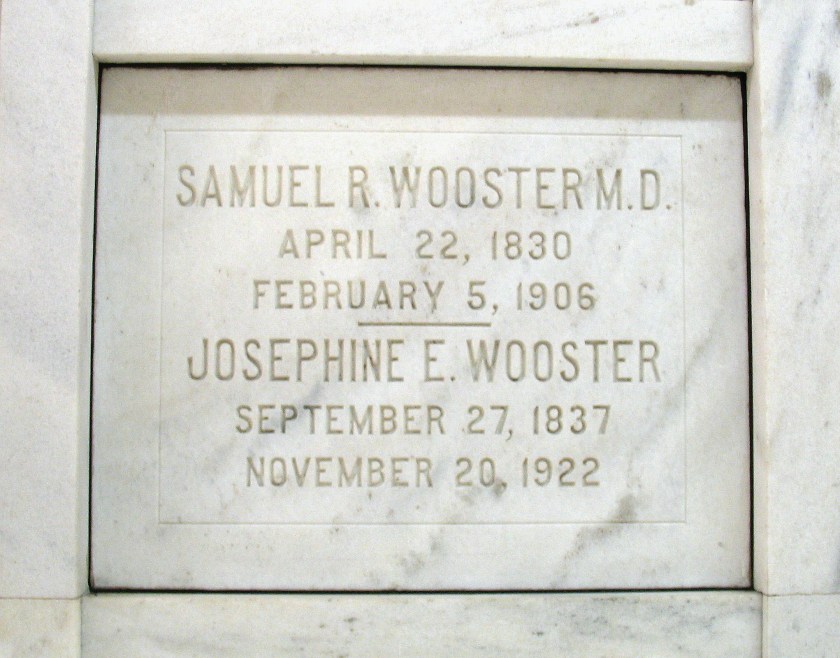 SAMUEL R. WOOSTER M.D.
APRIL 22, 1830
FEBRUARY 5, 1906
JOSEPHINE E. WOOSTER
SEPTEMBER 27, 1837
NOVEMBER 20, 1922